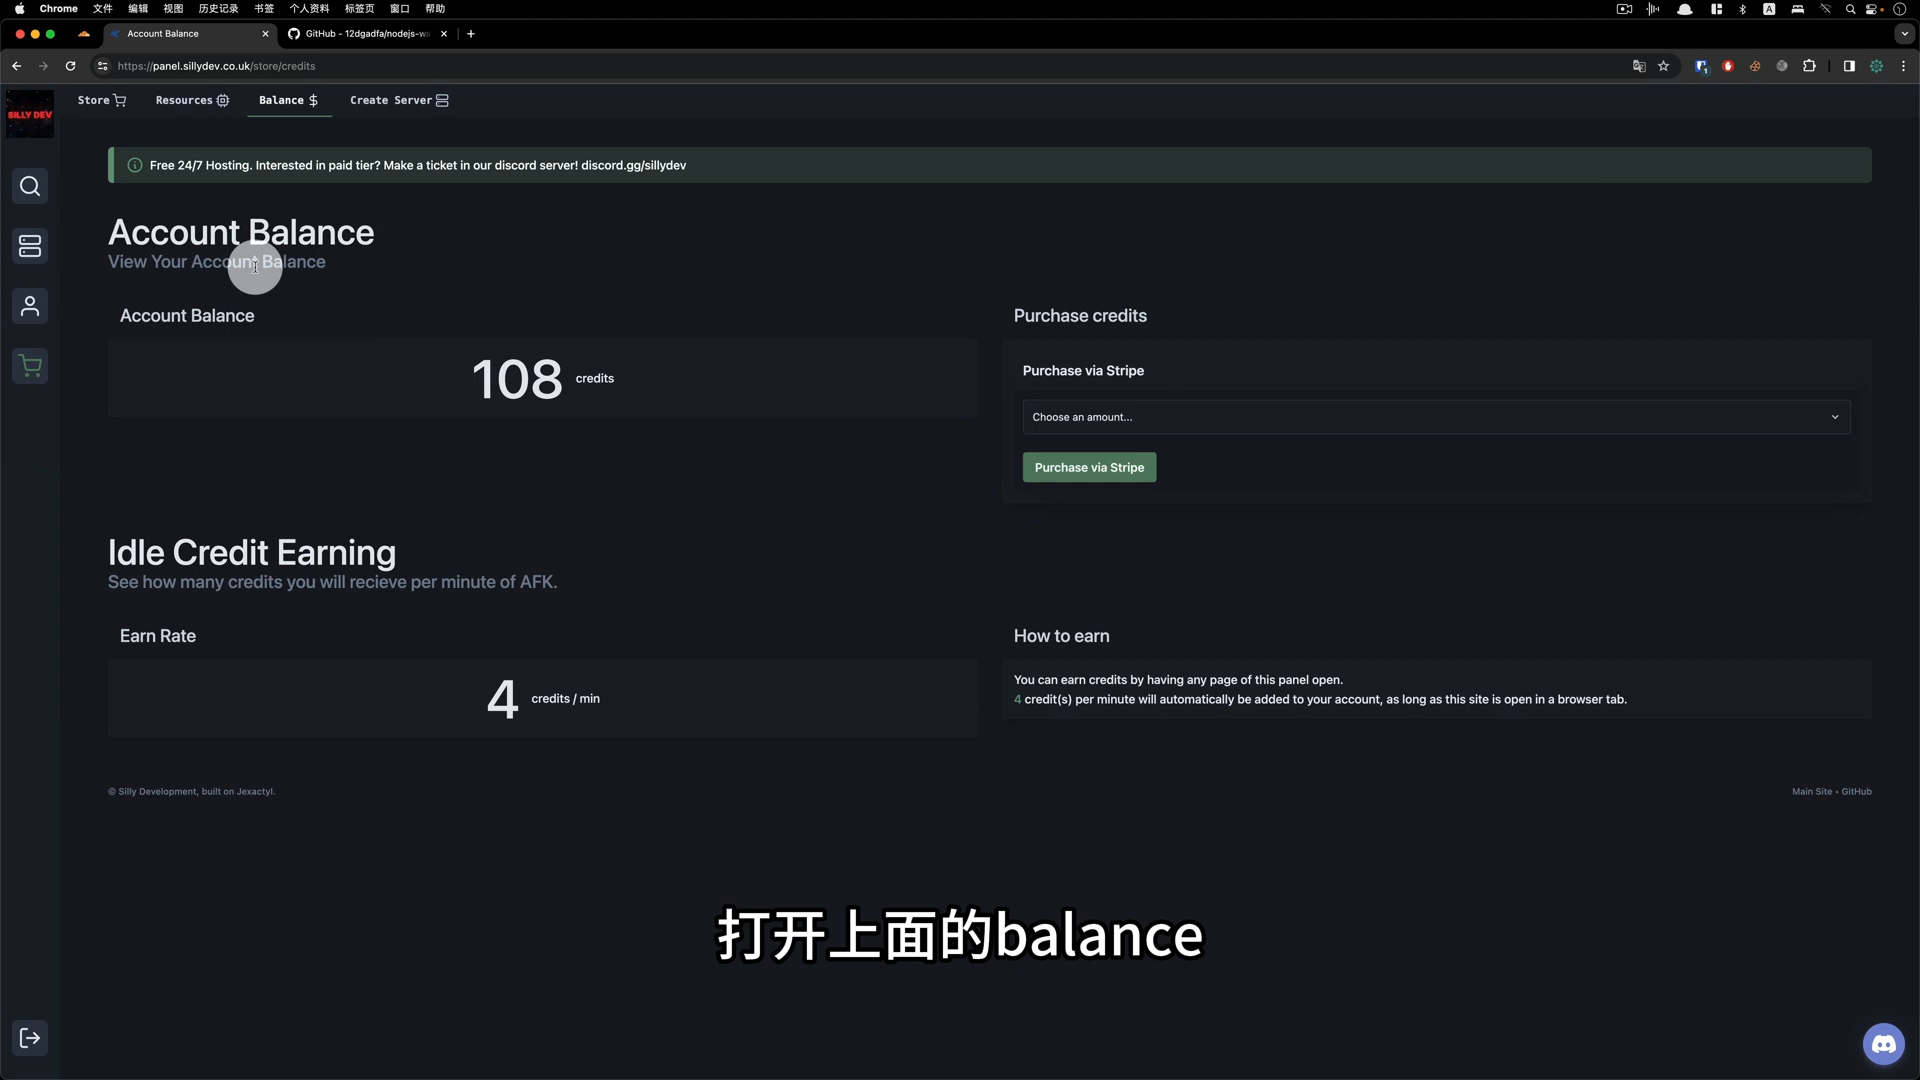 Chrome 文件 编辑 视图 历史记录 书签 个人资料 标签页 窗口 帮助
Account Balance
GitHub - 12dgadfa/nodejs-wa
https://panel.sillydev.co.uk/store/credits
SILLY DEV
Store
Resources
Balance $
Create Server
Free 24/7 Hosting. Interested in paid tier? Make a ticket in our discord server! discord.gg/sillydev
Account Balance
View Your Account Balance
Account Balance
108 credits
Purchase credits
Purchase via Stripe
Choose an amount...
Purchase via Stripe
Idle Credit Earning
See how many credits you will recieve per minute of AFK.
Earn Rate
4 credits / min
How to earn
You can earn credits by having any page of this panel open.
4 credit(s) per minute will automatically be added to your account, as long as this site is open in a browser tab.
© Silly Development, built on Jexactyl.
Main Site • GitHub
打开上面的balance